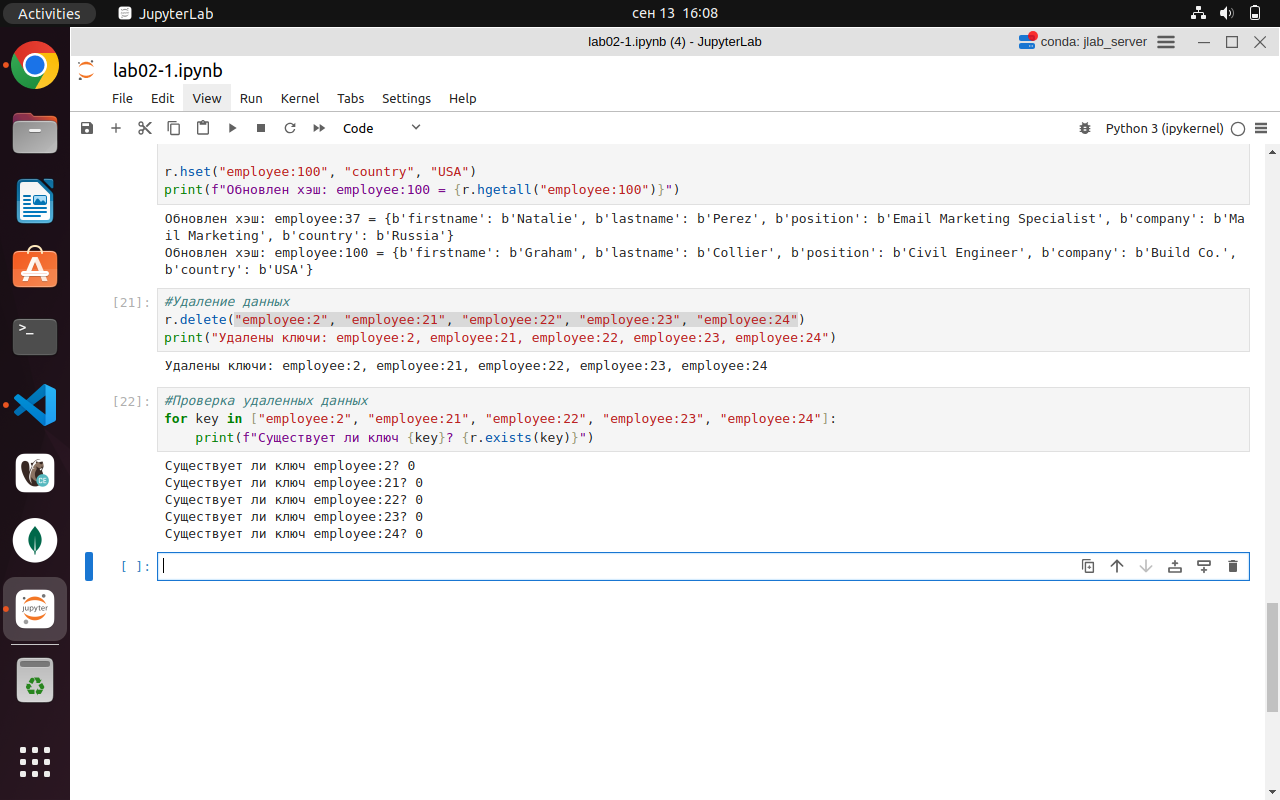 Activities
JupyterLab
сен 13 16:08
lab02-1.ipynb (4) - JupyterLab
conda: jlab_server
lab02-1.ipynb
File Edit View Run Kernel Tabs Settings Help
Code
Python 3 (ipykernel)
r.hset("employee:100", "country", "USA")
print(f"Обновлен хэш: employee:100 = {r.hgetall("employee:100")}")
Обновлен хэш: employee:37 = {b'firstname': b'Natalie', b'lastname': b'Perez', b'position': b'Email Marketing Specialist', b'company': b'Ma
il Marketing', b'country': b'Russia'}
Обновлен хэш: employee:100 = {b'firstname': b'Graham', b'lastname': b'Collier', b'position': b'Civil Engineer', b'company': b'Build Co.',
b'country': b'USA'}
[21]:
#Удаление данных
r.delete("employee:2", "employee:21", "employee:22", "employee:23", "employee:24")
print("Удалены ключи: employee:2, employee:21, employee:22, employee:23, employee:24")
Удалены ключи: employee:2, employee:21, employee:22, employee:23, employee:24
[22]:
#Проверка удаленных данных
for key in ["employee:2", "employee:21", "employee:22", "employee:23", "employee:24"]:
    print(f"Существует ли ключ {key}? {r.exists(key)}")
Существует ли ключ employee:2? 0
Существует ли ключ employee:21? 0
Существует ли ключ employee:22? 0
Существует ли ключ employee:23? 0
Существует ли ключ employee:24? 0
[ ]:
>_
CE
jupyter